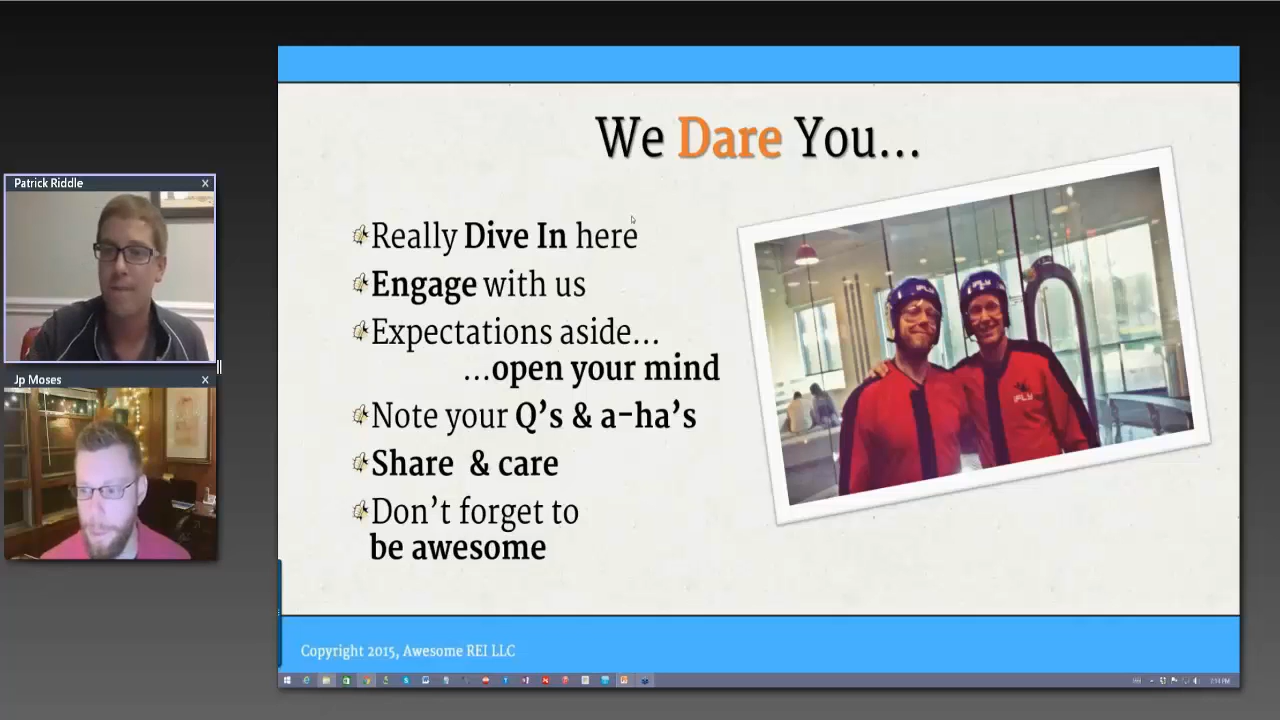 Patrick Riddle
Jp Moses
We Dare You...
Really Dive In here
Engage with us
Expectations aside...
...open your mind
Note your Q's & a-ha's
Share & care
Don't forget to
be awesome
iFLY
Copyright 2015, Awesome REI LLC